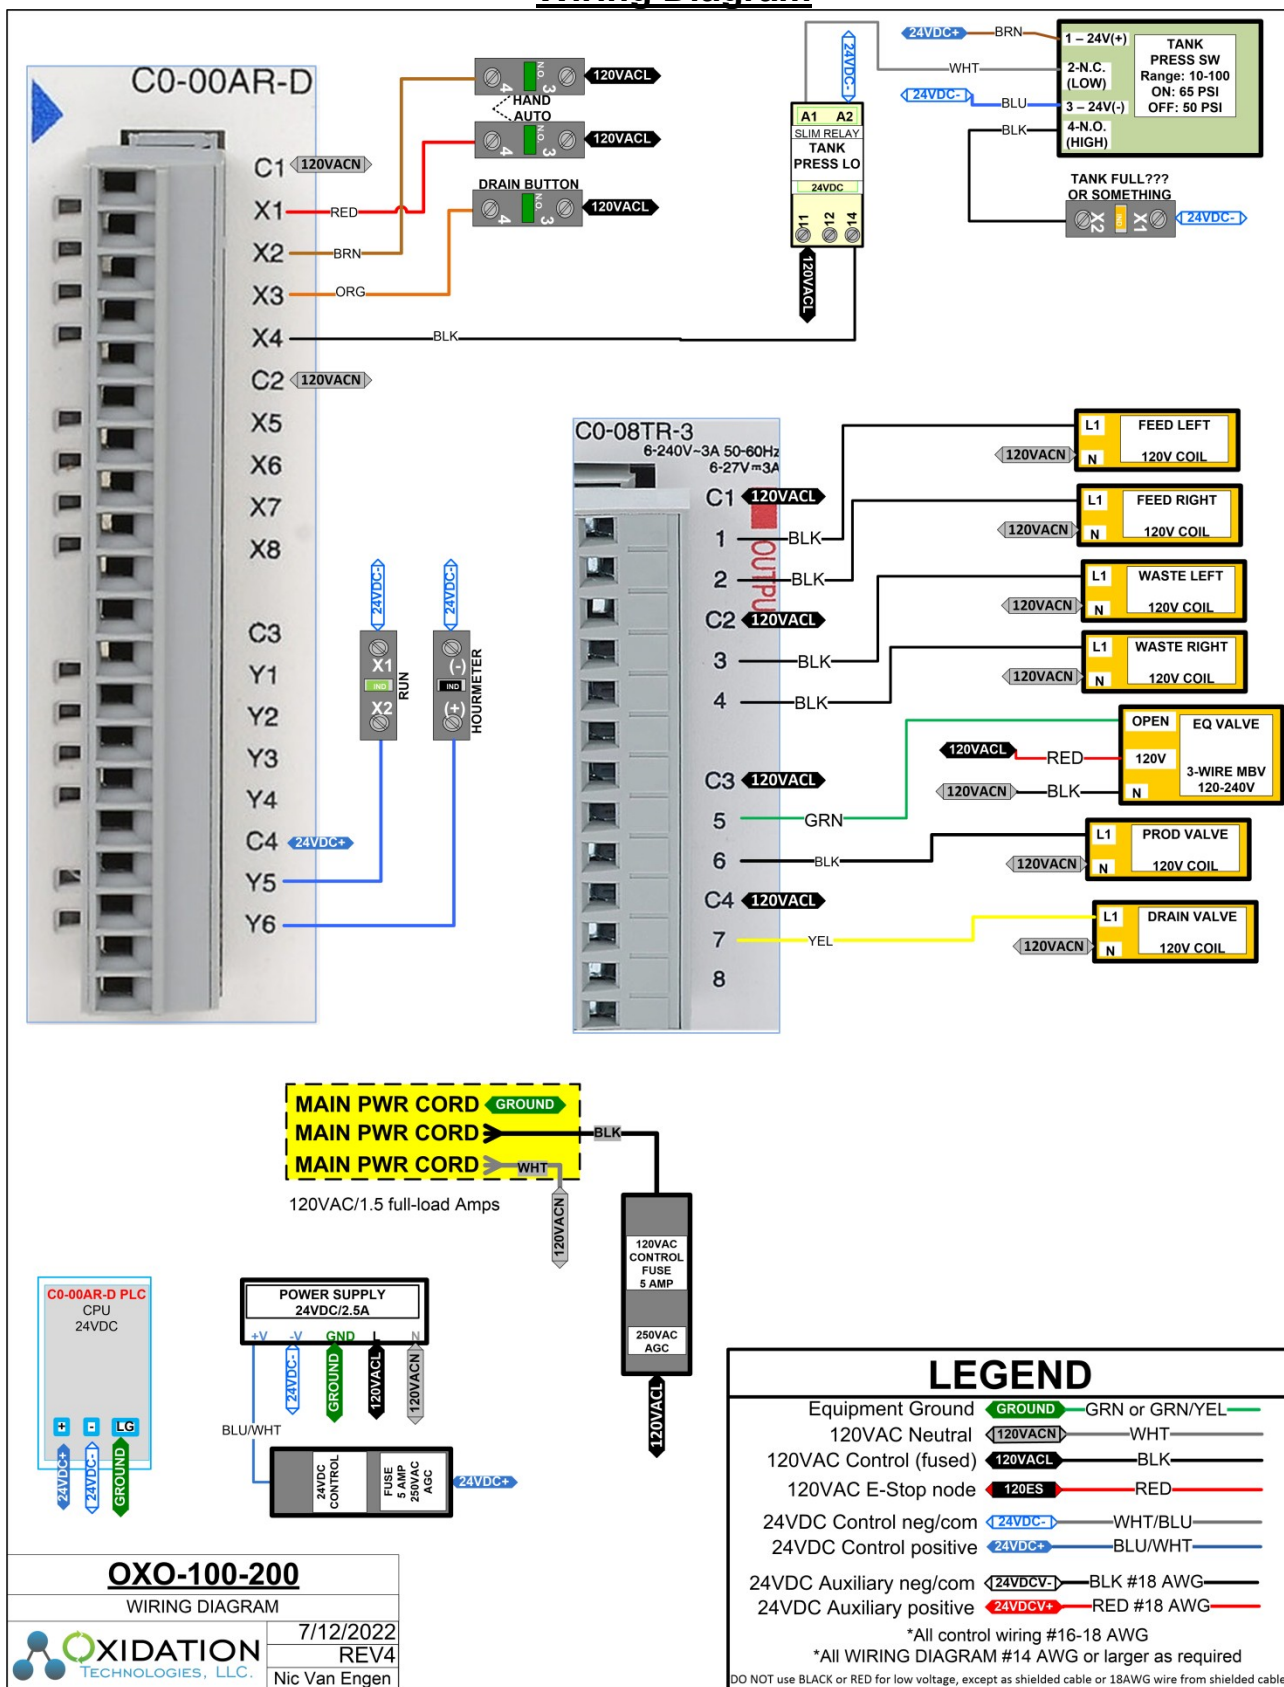 Wiring Diagram
C0-00AR-D
C1 120VACN
X1 RED
X2 BRN
X3 ORG
X4 BLK
C2 120VACN
X5
X6
X7
X8
C3
Y1
Y2
Y3
Y4
C4 24VDC+
Y5
Y6
4 N.O. 3 120VACL
HAND
AUTO
4 N.O. 3 120VACL
DRAIN BUTTON
4 N.O. 3 120VACL
24VDC-
A1 A2
SLIM RELAY
TANK
PRESS LO
24VDC
11 12 14
120VACL
24VDC+ BRN
WHT
24VDC- BLU
BLK
1 – 24V(+)
2-N.C.
(LOW)
3 – 24V(-)
4-N.O.
(HIGH)
TANK
PRESS SW
Range: 10-100
ON: 65 PSI
OFF: 50 PSI
TANK FULL???
OR SOMETHING
X2 IND X1 24VDC-
24VDC-
X1
IND
X2
RUN
24VDC-
(-)
IND
(+)
HOURMETER
C0-08TR-3
6-240V~3A 50-60Hz
6-27V⎓3A
OUTPU
C1 120VACL
1 BLK
2 BLK
C2 120VACL
3 BLK
4 BLK
C3 120VACL
5 GRN
6 BLK
C4 120VACL
7 YEL
8
L1 FEED LEFT
120VACN N 120V COIL
L1 FEED RIGHT
120VACN N 120V COIL
L1 WASTE LEFT
120VACN N 120V COIL
L1 WASTE RIGHT
120VACN N 120V COIL
OPEN EQ VALVE
120VACL RED 120V
3-WIRE MBV
120-240V
120VACN BLK N
L1 PROD VALVE
120VACN N 120V COIL
L1 DRAIN VALVE
120VACN N 120V COIL
MAIN PWR CORD GROUND
MAIN PWR CORD BLK
MAIN PWR CORD WHT
120VACN
120VAC/1.5 full-load Amps
120VAC
CONTROL
FUSE
5 AMP
250VAC
AGC
120VACL
C0-00AR-D PLC
CPU
24VDC
+ - LG
24VDC+ 24VDC- GROUND
POWER SUPPLY
24VDC/2.5A
+V -V GND L N
24VDC- GROUND 120VACL 120VACN
BLU/WHT
24VDC
CONTROL
FUSE
5 AMP
250VAC
AGC
24VDC+
LEGEND
Equipment Ground GROUND GRN or GRN/YEL
120VAC Neutral 120VACN WHT
120VAC Control (fused) 120VACL BLK
120VAC E-Stop node 120ES RED
24VDC Control neg/com 24VDC- WHT/BLU
24VDC Control positive 24VDC+ BLU/WHT
24VDC Auxiliary neg/com 24VDCV- BLK #18 AWG
24VDC Auxiliary positive 24VDCV+ RED #18 AWG
*All control wiring #16-18 AWG
*All WIRING DIAGRAM #14 AWG or larger as required
DO NOT use BLACK or RED for low voltage, except as shielded cable or 18AWG wire from shielded cable
OXO-100-200
WIRING DIAGRAM
OXIDATION
TECHNOLOGIES, LLC.
7/12/2022
REV4
Nic Van Engen